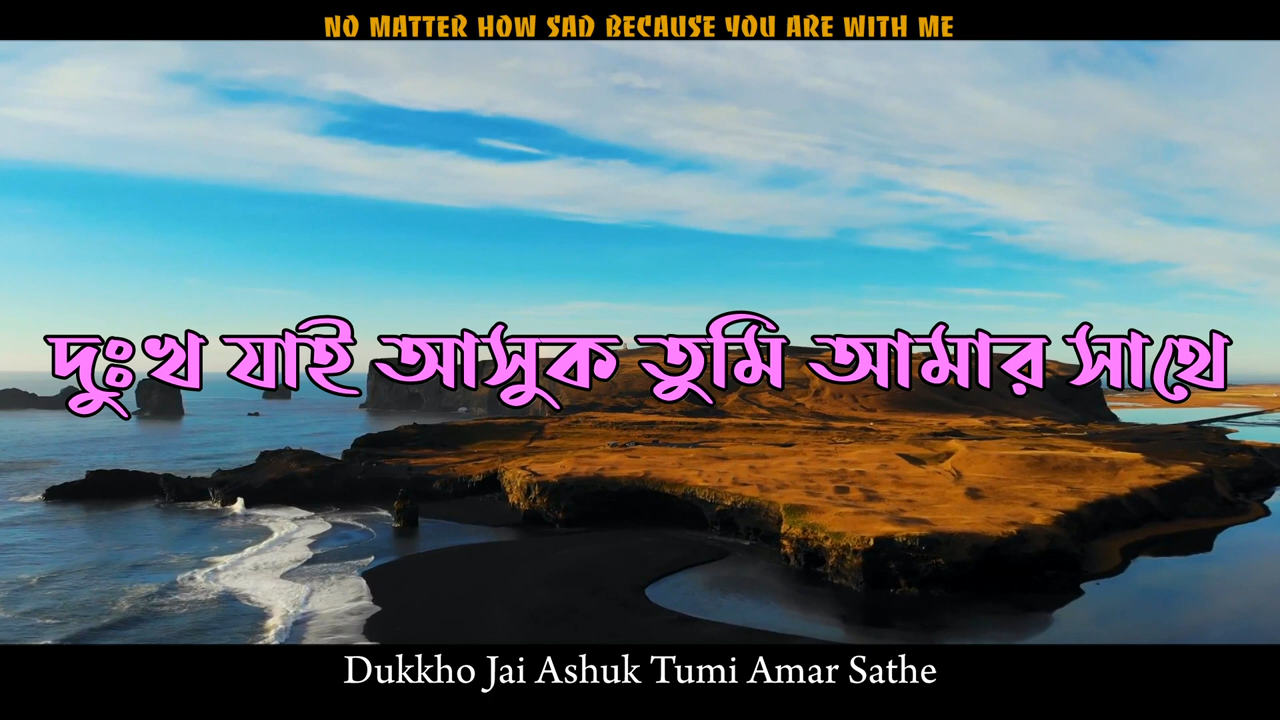 NO MATTER HOW SAD BECAUSE YOU ARE WITH ME
দুঃখ যাই আসুক তুমি আমার সাথে
Dukkho Jai Ashuk Tumi Amar Sathe